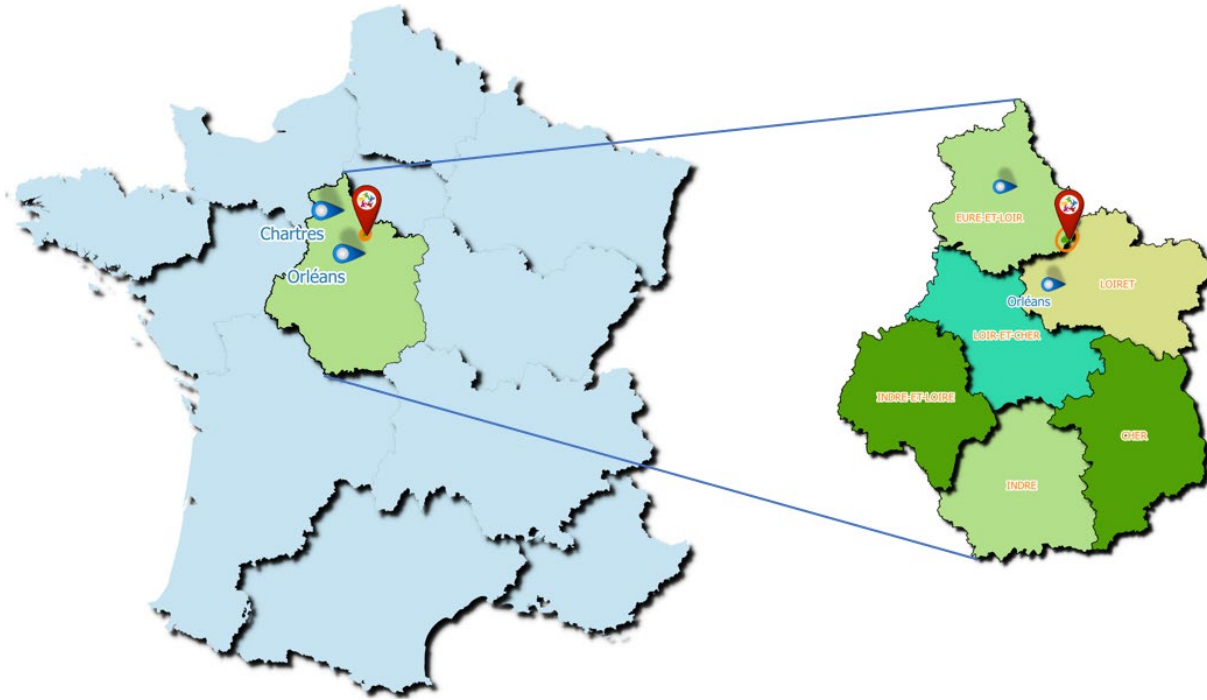 Chartres
Orléans
EURE-ET-LOIR
LOIRET
Orléans
LOIR-ET-CHER
INDRE-ET-LOIRE
CHER
INDRE